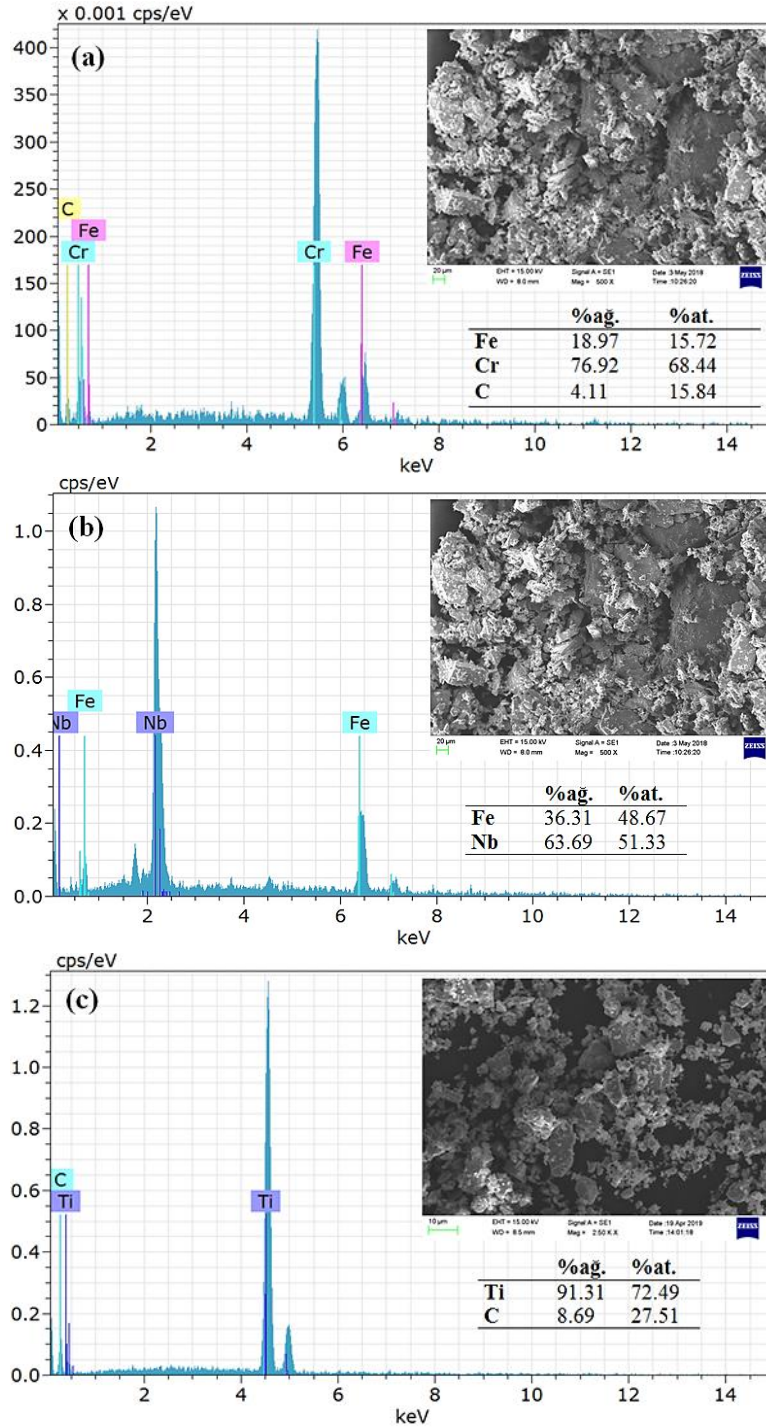 x 0.001 cps/eV
400
350
300
250
200
150
100
50
0
(a)
C
Fe
Cr
Cr
Fe
2 4 6 8 10 12 14
keV
20 µm EHT = 15.00 kV Signal A = SE1 Date :3 May 2018
WD = 8.0 mm Mag = 500 X Time :10:26:20
ZEISS
%ağ. %at.
Fe 18.97 15.72
Cr 76.92 68.44
C 4.11 15.84
cps/eV
1.0
0.8
0.6
0.4
0.2
0.0
(b)
Fe
Nb
Nb
Fe
2 4 6 8 10 12 14
keV
20 µm EHT = 15.00 kV Signal A = SE1 Date :3 May 2018
WD = 8.0 mm Mag = 500 X Time :10:26:20
ZEISS
%ağ. %at.
Fe 36.31 48.67
Nb 63.69 51.33
cps/eV
1.2
1.0
0.8
0.6
0.4
0.2
0.0
(c)
C
Ti
Ti
2 4 6 8 10 12 14
keV
10 µm EHT = 15.00 kV Signal A = SE1 Date :19 Apr 2019
WD = 8.5 mm Mag = 2.50 K X Time :14:01:18
ZEISS
%ağ. %at.
Ti 91.31 72.49
C 8.69 27.51